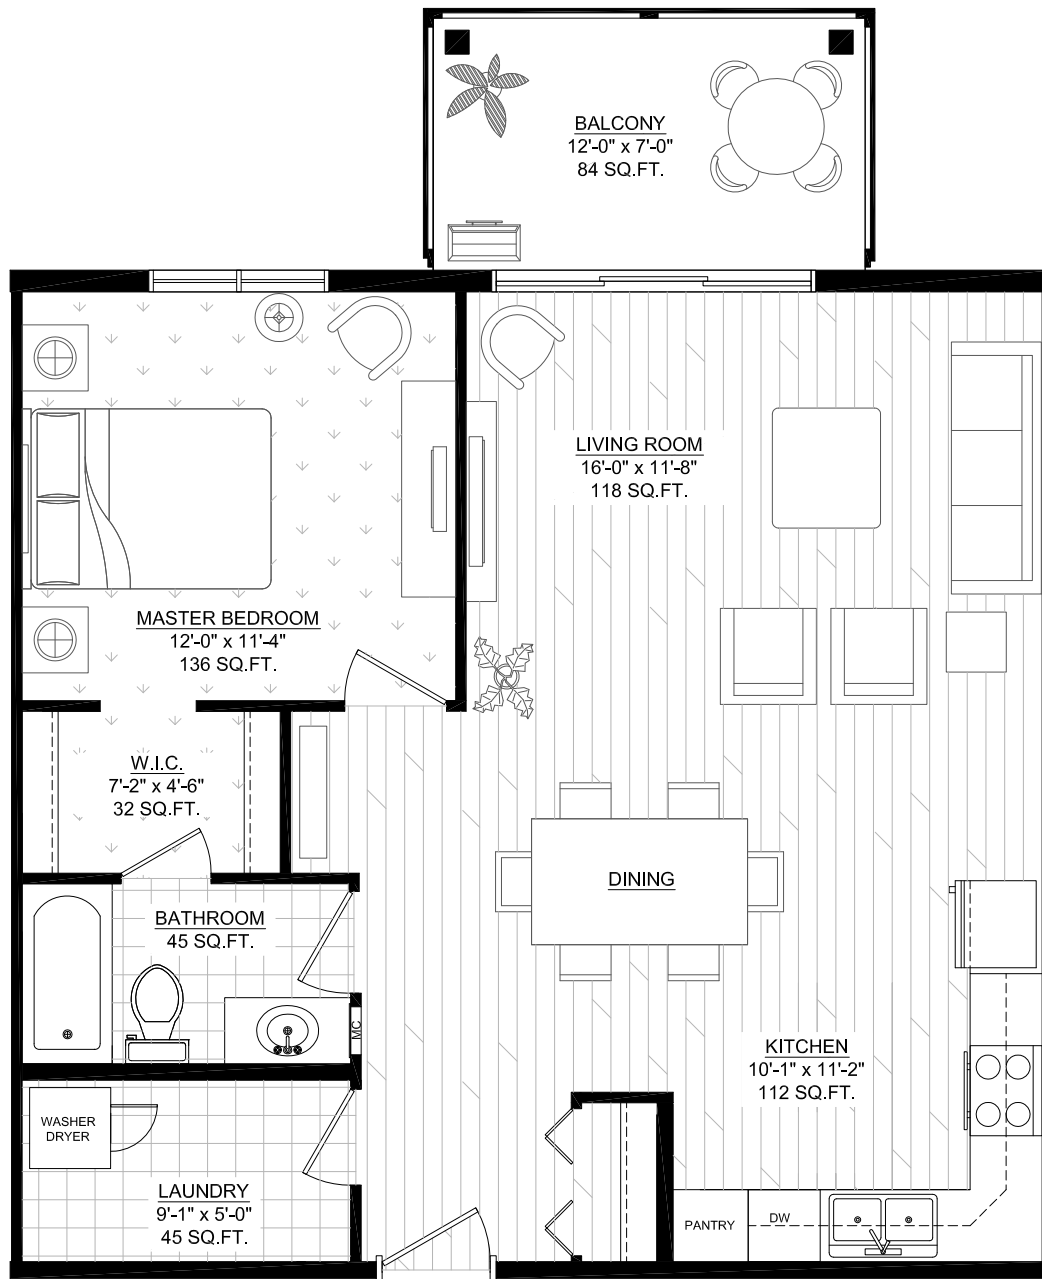 BALCONY
12'-0" x 7'-0"
84 SQ.FT.
LIVING ROOM
16'-0" x 11'-8"
118 SQ.FT.
MASTER BEDROOM
12'-0" x 11'-4"
136 SQ.FT.
W.I.C.
7'-2" x 4'-6"
32 SQ.FT.
DINING
BATHROOM
45 SQ.FT.
MC
KITCHEN
10'-1" x 11'-2"
112 SQ.FT.
WASHER
DRYER
LAUNDRY
9'-1" x 5'-0"
45 SQ.FT.
PANTRY
DW